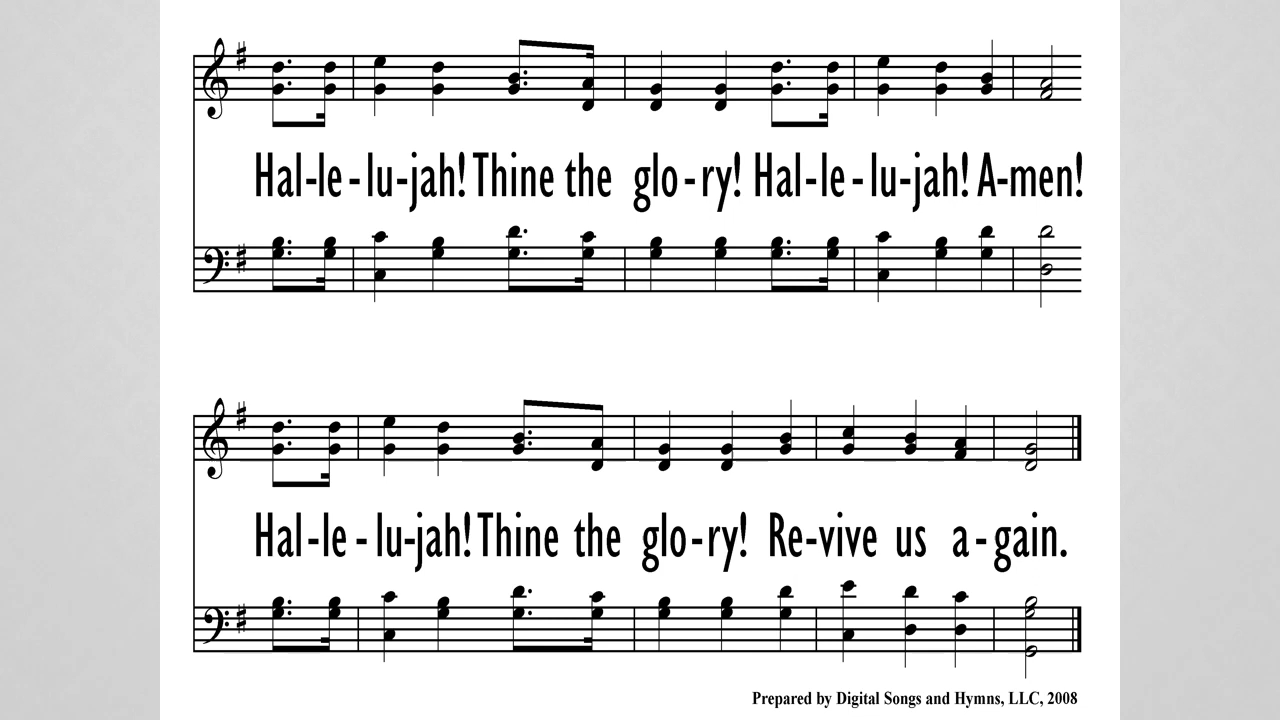 Hal-le-lu-jah! Thine the glo-ry! Hal-le-lu-jah! A-men!
Hal-le-lu-jah! Thine the glo-ry! Re-vive us a-gain.
Prepared by Digital Songs and Hymns, LLC, 2008